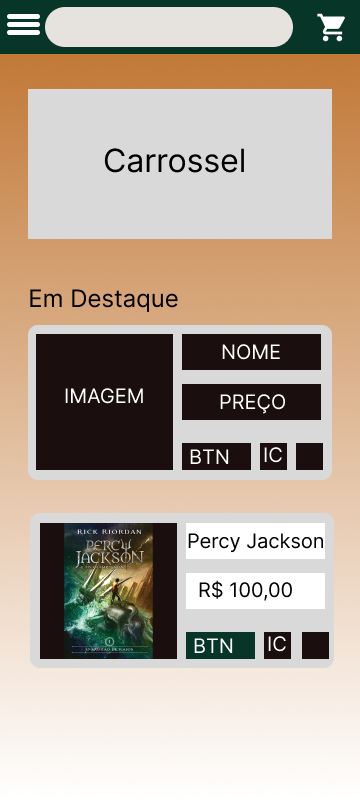 Carrossel
Em Destaque
IMAGEM
NOME
PREÇO
BTN
IC
RICK RIORDAN
PERCY
JACKSON
Percy Jackson
R$ 100,00
BTN
IC